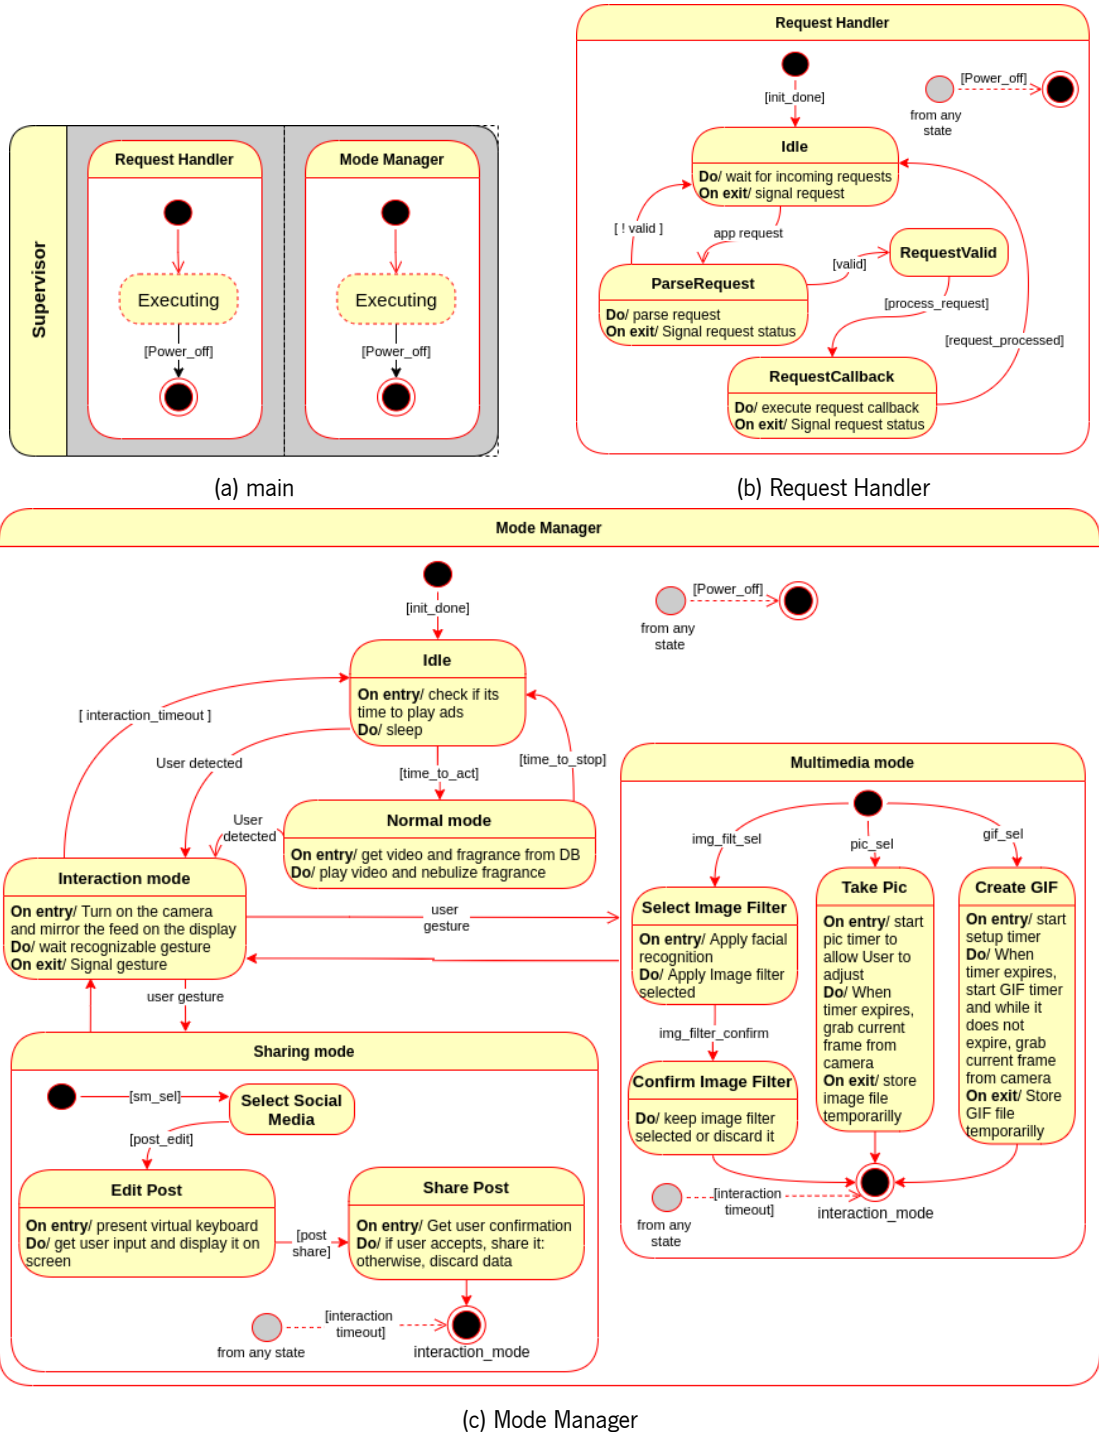 Supervisor
Request Handler
Executing
[Power_off]
Mode Manager
Executing
[Power_off]
(a) main
Request Handler
[init_done]
[Power_off]
from any
state
Idle
Do/ wait for incoming requests
On exit/ signal request
[ ! valid ]
app request
[valid]
RequestValid
ParseRequest
Do/ parse request
On exit/ Signal request status
[process_request]
[request_processed]
RequestCallback
Do/ execute request callback
On exit/ Signal request status
(b) Request Handler
Mode Manager
[init_done]
[Power_off]
from any
state
Idle
On entry/ check if its
time to play ads
Do/ sleep
[ interaction_timeout ]
User detected
[time_to_act]
[time_to_stop]
User
detected
Normal mode
On entry/ get video and fragrance from DB
Do/ play video and nebulize fragrance
Interaction mode
On entry/ Turn on the camera
and mirror the feed on the display
Do/ wait recognizable gesture
On exit/ Signal gesture
user
gesture
user gesture
Multimedia mode
img_filt_sel
pic_sel
gif_sel
Select Image Filter
On entry/ Apply facial
recognition
Do/ Apply Image filter
selected
img_filter_confirm
Confirm Image Filter
Do/ keep image filter
selected or discard it
Take Pic
On entry/ start
pic timer to
allow User to
adjust
Do/ When
timer expires,
grab current
frame from
camera
On exit/ store
image file
temporarilly
Create GIF
On entry/ start
setup timer
Do/ When
timer expires,
start GIF timer
and while it
does not
expire, grab
current frame
from camera
On exit/ Store
GIF file
temporarilly
[interaction
timeout]
from any
state
interaction_mode
Sharing mode
[sm_sel]
Select Social
Media
[post_edit]
Edit Post
On entry/ present virtual keyboard
Do/ get user input and display it on
screen
[post
share]
Share Post
On entry/ Get user confirmation
Do/ if user accepts, share it:
otherwise, discard data
[interaction
timeout]
from any state
interaction_mode
(c) Mode Manager